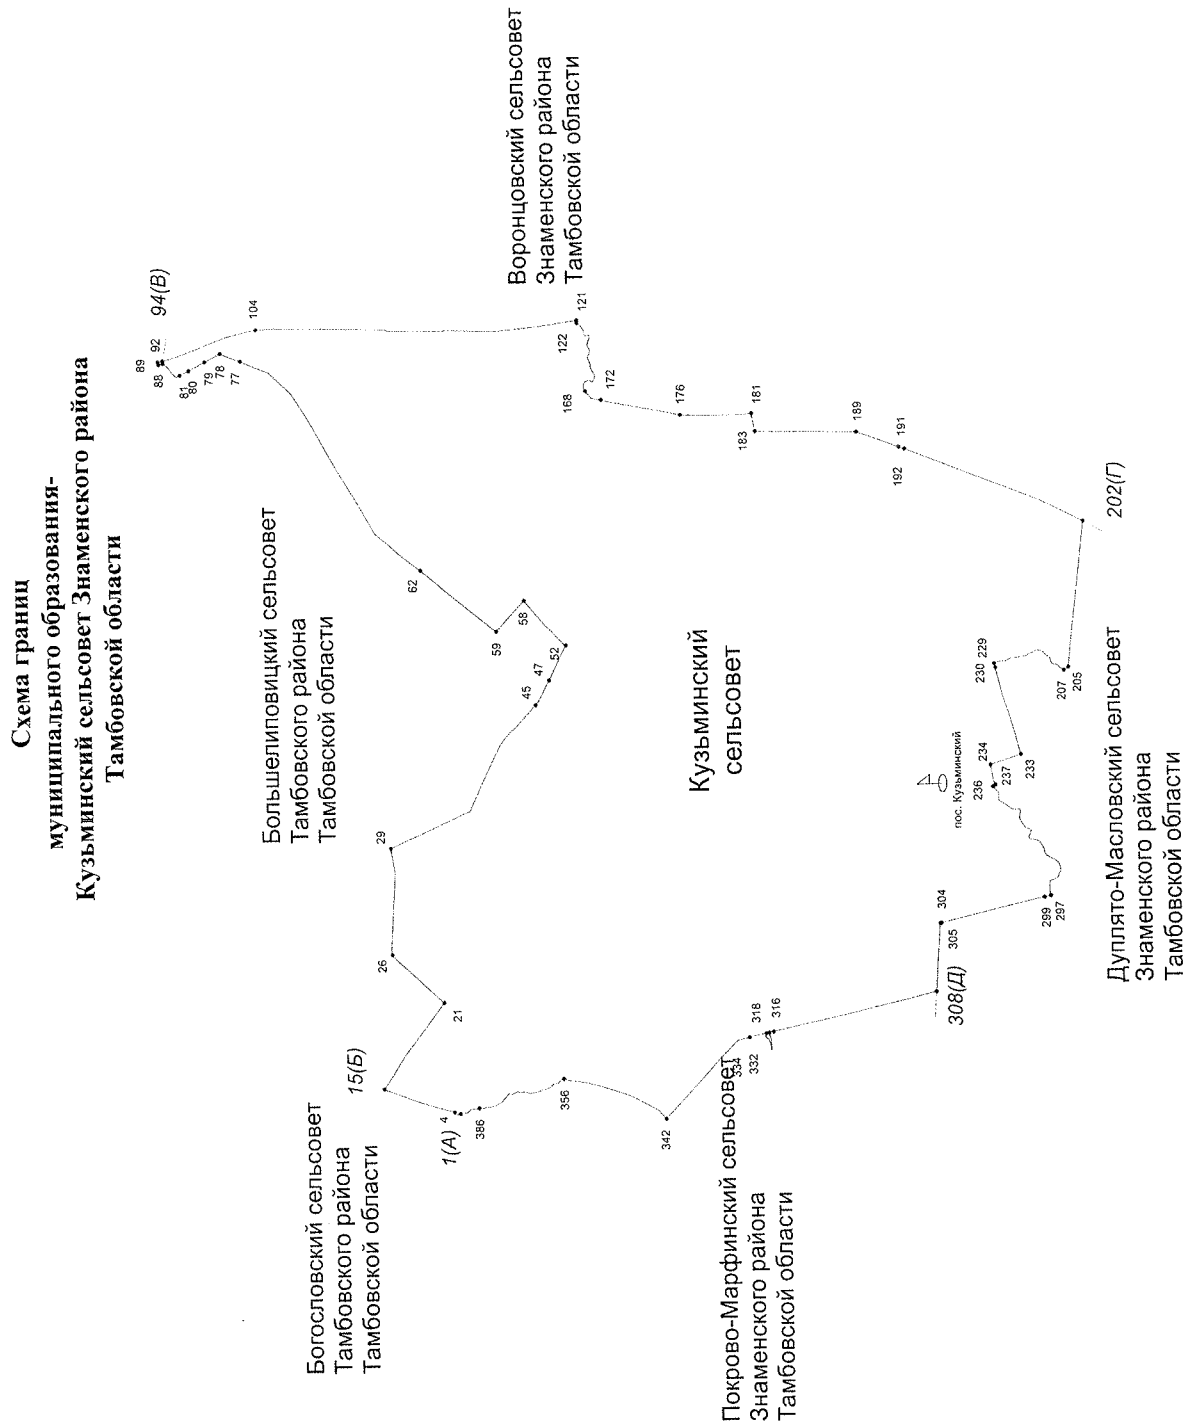 Схема границ
муниципального образования-
Кузьминский сельсовет Знаменского района
Тамбовской области
94(В)
89
92
88
81
80
79
78
77
104
Большелиповицкий сельсовет
Тамбовского района
Тамбовской области
Воронцовский сельсовет
Знаменского района
Тамбовской области
121
122
168
172
176
181
183
189
191
192
202(Г)
62
59
58
52
47
45
29
26
21
15(Б)
Богословский сельсовет
Тамбовского района
Тамбовской области
1(А)
4
386
356
342
Кузьминский
сельсовет
пос. Кузьминский
230
229
207
205
234
233
236
237
299
297
304
305
308(Д)
318
316
334
332
Покрово-Марфинский сельсовет
Знаменского района
Тамбовской области
Дуплято-Масловский сельсовет
Знаменского района
Тамбовской области